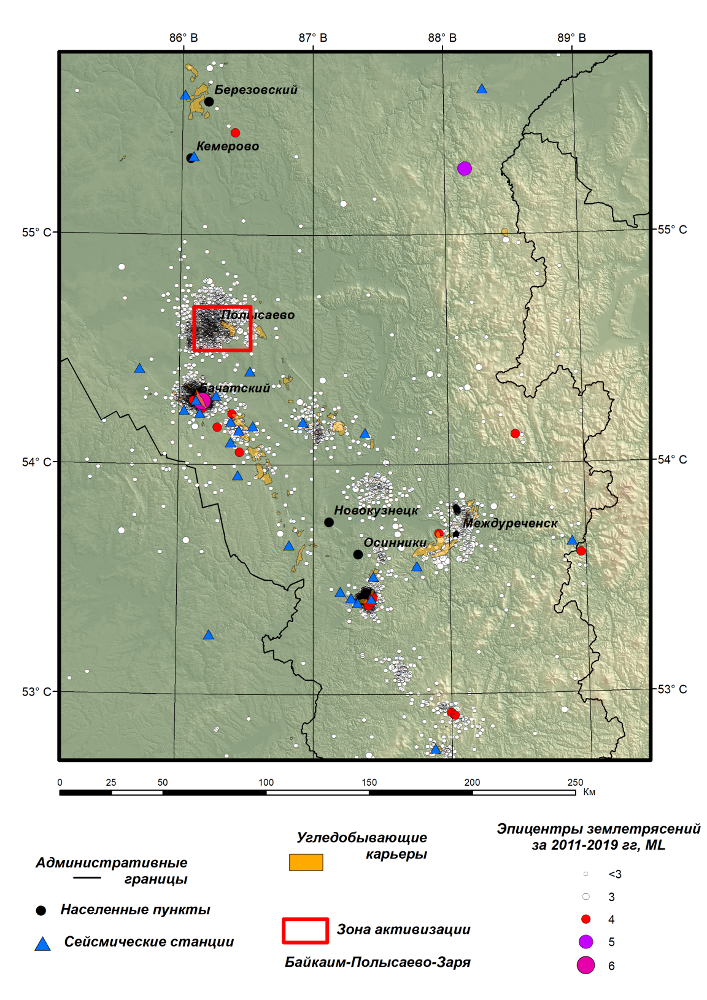 86° В 87° В 88° В 89° В
Березовский
Кемерово
55° С 55° С
Полысаево
Бачатский
54° С 54° С
Новокузнецк
Междуреченск
Осинники
53° С 53° С
0 25 50 100 150 200 250
Км
Эпицентры землетрясений
за 2011-2019 гг, ML
<3
3
4
5
6
Угледобывающие
карьеры
Административные
границы
Населенные пункты
Сейсмические станции
Зона активизации
Байкаим-Полысаево-Заря